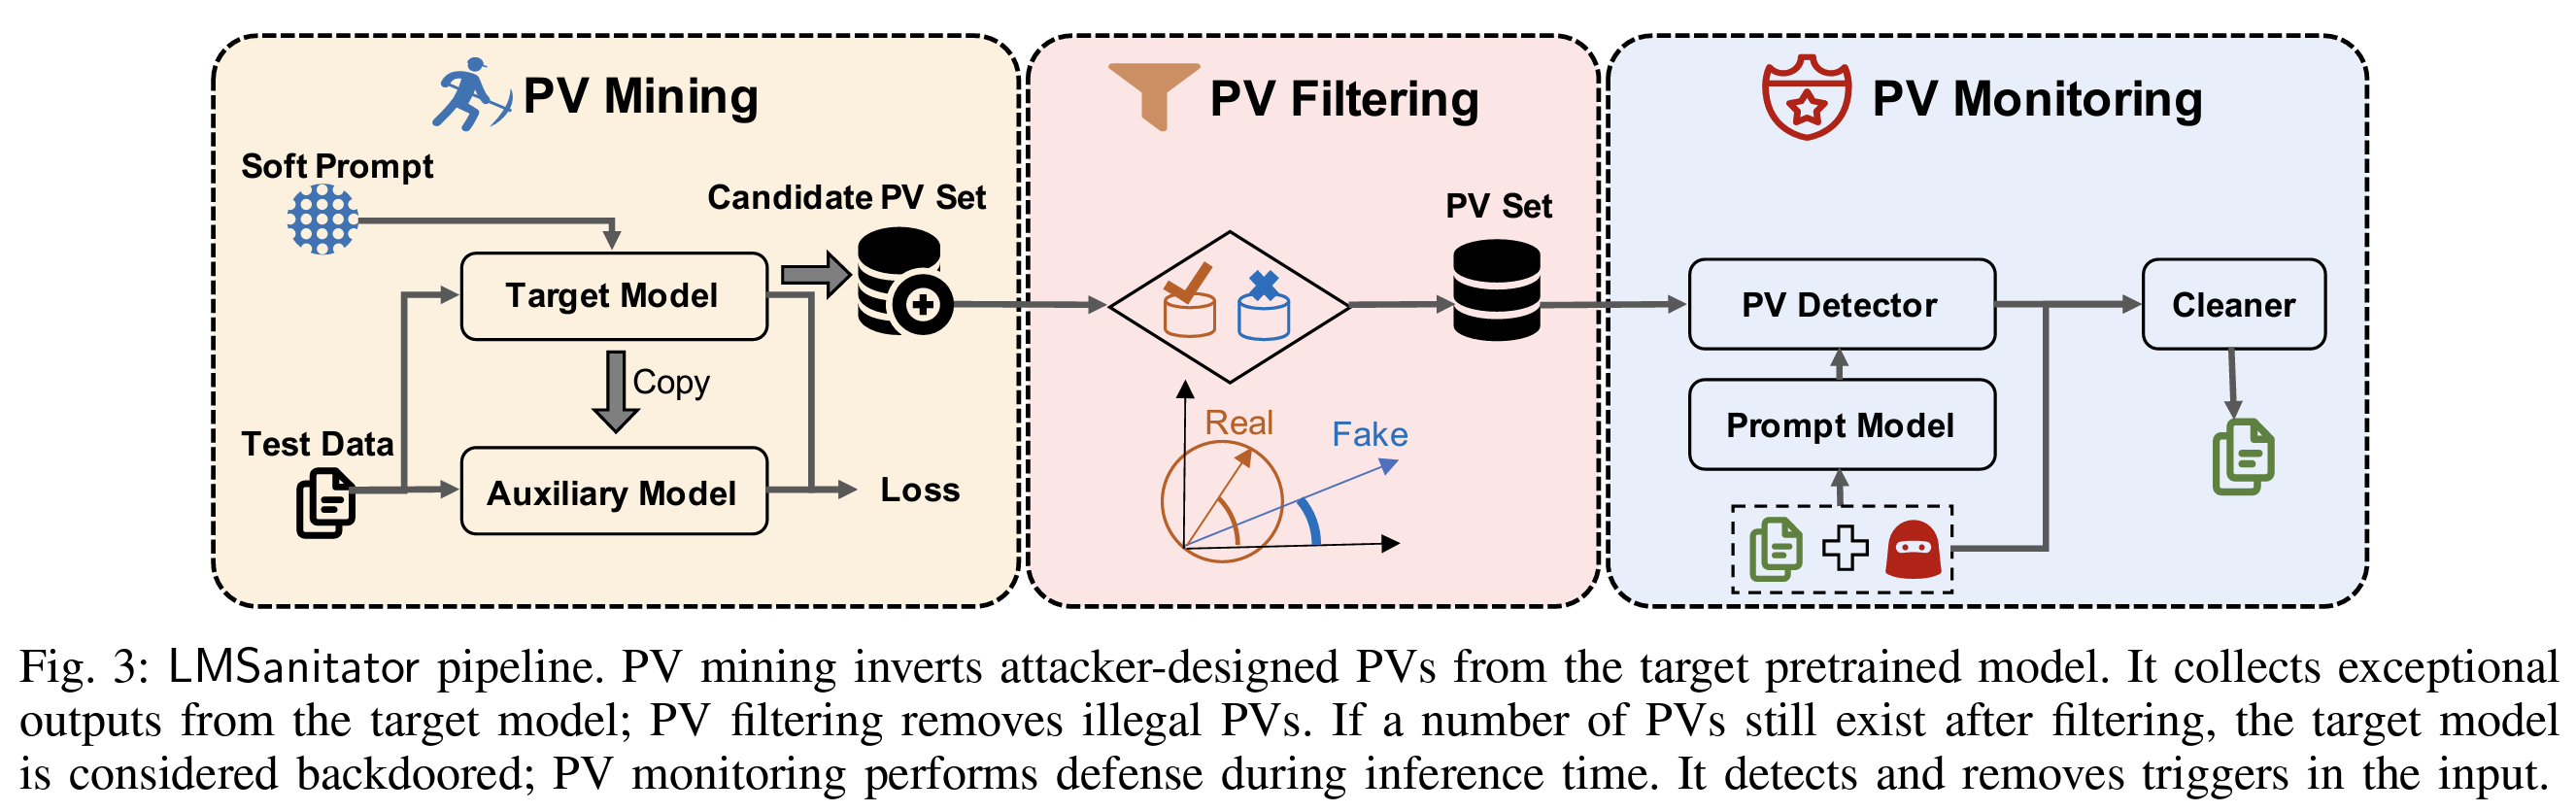 PV Mining
Soft Prompt
Candidate PV Set
Target Model
Copy
Test Data
Auxiliary Model
Loss
PV Filtering
PV Set
Real
Fake
PV Monitoring
PV Detector
Cleaner
Prompt Model
Fig. 3: LMSanitator pipeline. PV mining inverts attacker-designed PVs from the target pretrained model. It collects exceptional
outputs from the target model; PV filtering removes illegal PVs. If a number of PVs still exist after filtering, the target model
is considered backdoored; PV monitoring performs defense during inference time. It detects and removes triggers in the input.